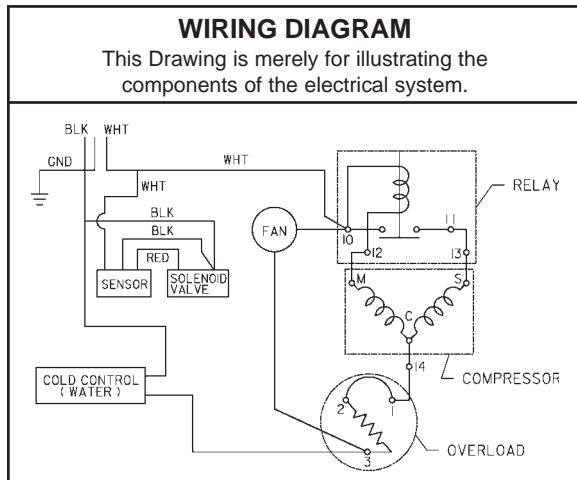 WIRING DIAGRAM
This Drawing is merely for illustrating the
components of the electrical system.
BLK WHT
GND
WHT
WHT
BLK
BLK
RED
SENSOR
SOLENOID
VALVE
FAN
RELAY
10
11
12
13
M
S
C
14
COMPRESSOR
COLD CONTROL
( WATER )
2
1
3
OVERLOAD